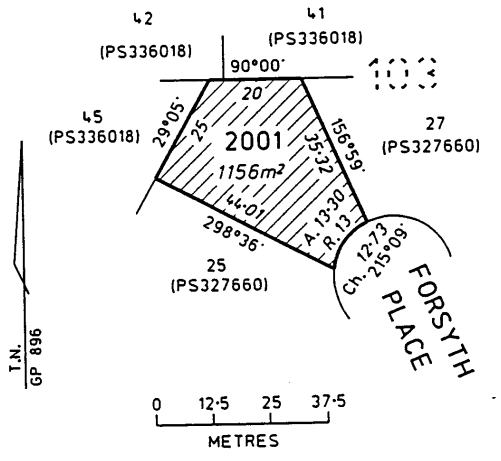 42
(PS336018)
41
(PS336018)
90°00'
20
45
(PS336018)
29°05'
25
2001
1156m²
35·32
156°59'
103
27
(PS327660)
44·01
298°36'
A. 13·30
R. 13
12·73
Ch. 215°09'
25
(PS327660)
FORSYTH
PLACE
T.N.
GP 896
0 12·5 25 37·5
METRES